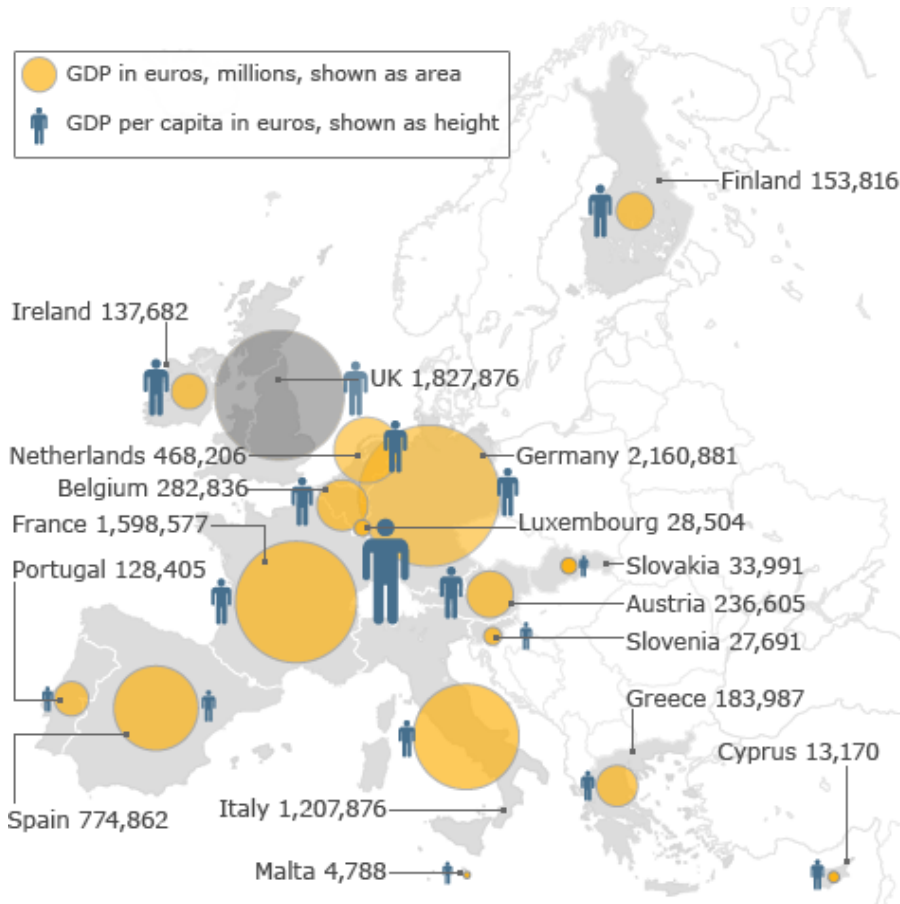 GDP in euros, millions, shown as area
GDP per capita in euros, shown as height
Finland 153,816
Ireland 137,682
UK 1,827,876
Netherlands 468,206
Germany 2,160,881
Belgium 282,836
France 1,598,577
Luxembourg 28,504
Portugal 128,405
Slovakia 33,991
Austria 236,605
Slovenia 27,691
Greece 183,987
Cyprus 13,170
Spain 774,862
Italy 1,207,876
Malta 4,788